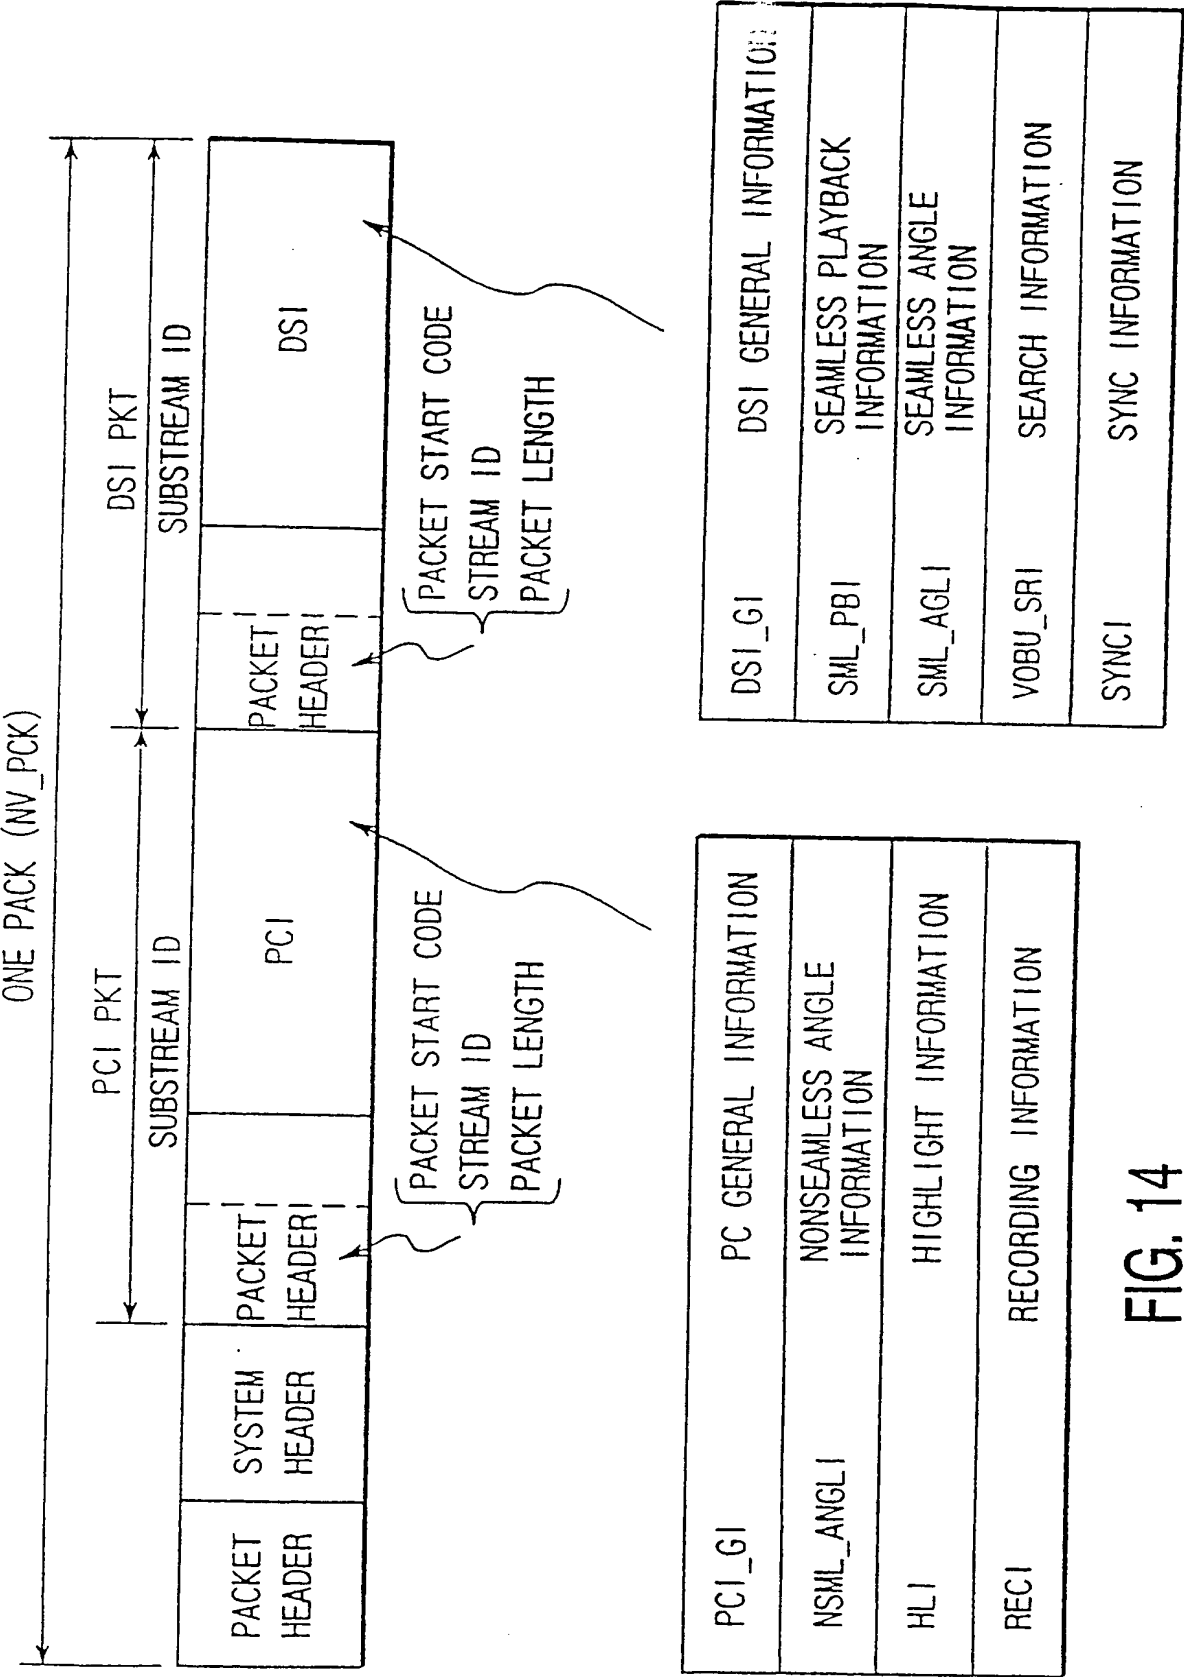 ONE PACK (NV_PCK)
PCI PKT
DSI PKT
SUBSTREAM ID
SUBSTREAM ID
PACKET
HEADER
SYSTEM
HEADER
PACKET
HEADER
PCI
PACKET
HEADER
DSI
PACKET START CODE
STREAM ID
PACKET LENGTH
PACKET START CODE
STREAM ID
PACKET LENGTH
PCI_GI PC GENERAL INFORMATION
NSML_ANGLI NONSEAMLESS ANGLE
INFORMATION
HLI HIGHLIGHT INFORMATION
RECI RECORDING INFORMATION
DSI_GI DSI GENERAL INFORMATION
SML_PBI SEAMLESS PLAYBACK
INFORMATION
SML_AGLI SEAMLESS ANGLE
INFORMATION
VOBU_SRI SEARCH INFORMATION
SYNCI SYNC INFORMATION
FIG. 14